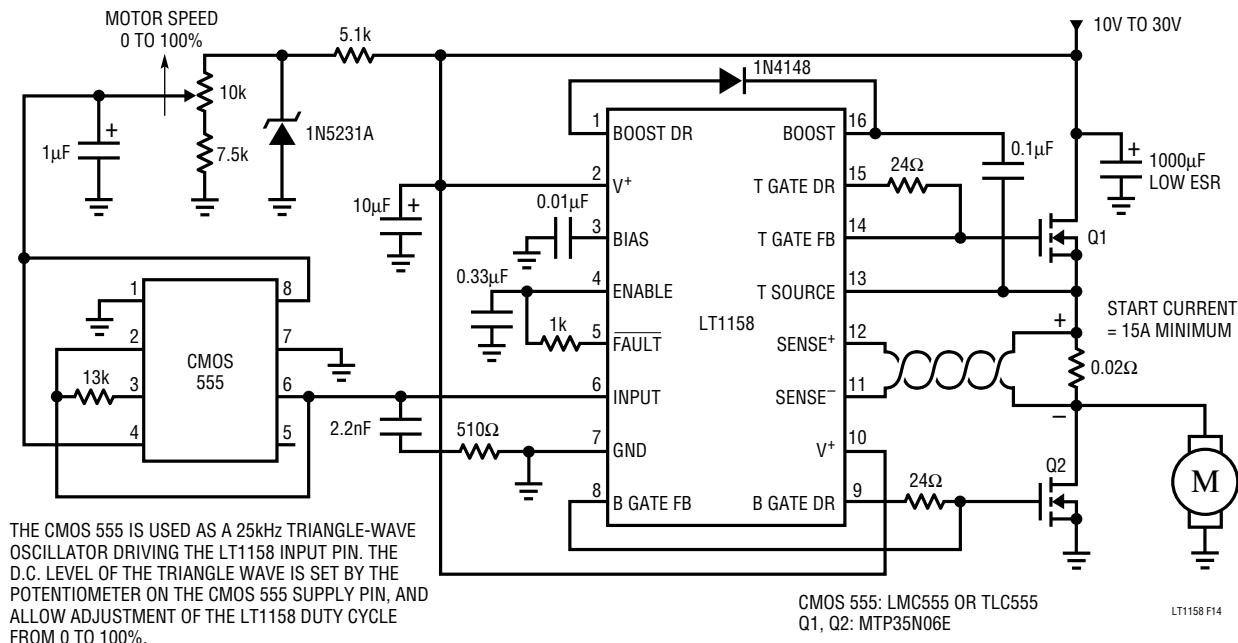 MOTOR SPEED
0 TO 100%
5.1k
10V TO 30V
1N4148
10k
1N5231A
1µF
+
7.5k
1 BOOST DR
BOOST 16
0.1µF
+
1000µF
LOW ESR
24Ω
2 V+
T GATE DR 15
10µF
+
0.01µF
3 BIAS
T GATE FB 14
Q1
0.33µF
4 ENABLE
T SOURCE 13
LT1158
1k
5 FAULT
SENSE+ 12
+
START CURRENT
= 15A MINIMUM
0.02Ω
1
8
2
7
CMOS
555
13k
3
6
4
5
6 INPUT
SENSE– 11
–
2.2nF
510Ω
7 GND
V+ 10
Q2
24Ω
8 B GATE FB
B GATE DR 9
M
THE CMOS 555 IS USED AS A 25kHz TRIANGLE-WAVE
OSCILLATOR DRIVING THE LT1158 INPUT PIN. THE
D.C. LEVEL OF THE TRIANGLE WAVE IS SET BY THE
POTENTIOMETER ON THE CMOS 555 SUPPLY PIN, AND
ALLOW ADJUSTMENT OF THE LT1158 DUTY CYCLE
FROM 0 TO 100%.
CMOS 555: LMC555 OR TLC555
Q1, Q2: MTP35N06E
LT1158 F14